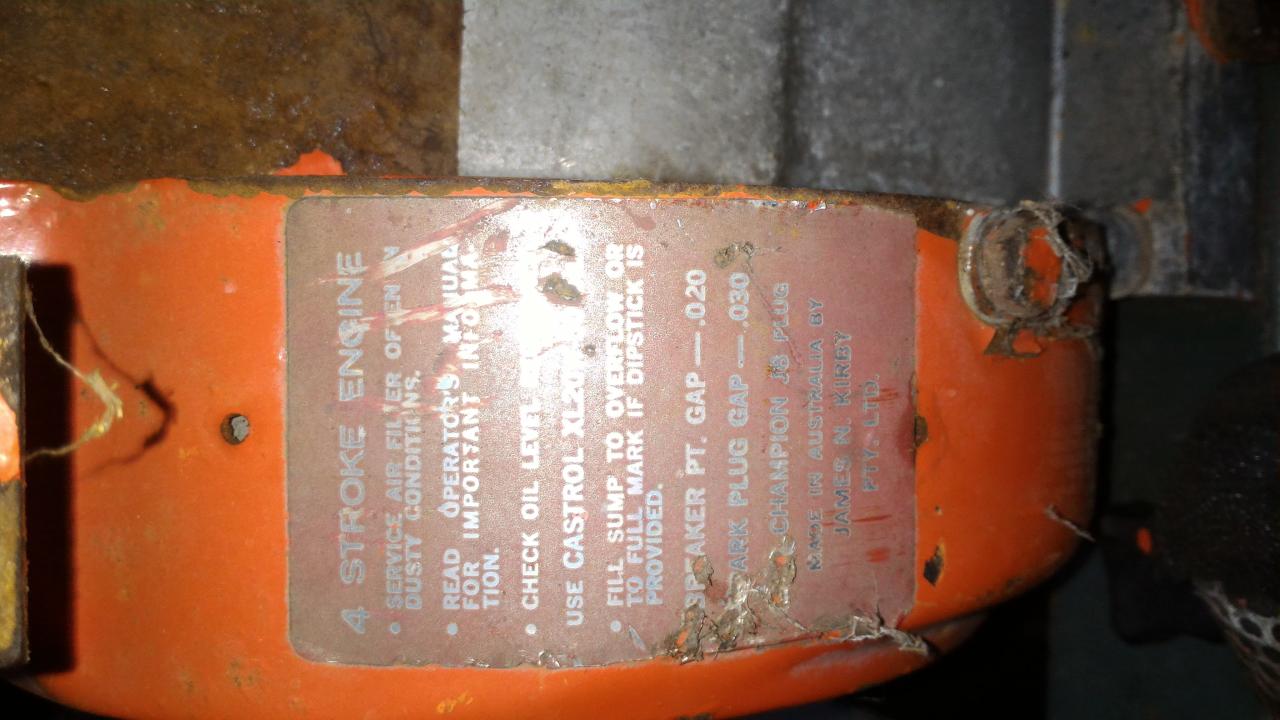 4 STROKE ENGINE
• SERVICE AIR FILTER OFTEN IN
DUSTY CONDITIONS.
• READ OPERATOR'S MANUAL
FOR IMPORTANT INFORMA
TION.
• CHECK OIL LEVEL
USE CASTROL
• FILL SUMP TO OVERFLOW OR
TO FULL MARK IF DIPSTICK IS
PROVIDED.
BREAKER PT. GAP — .020
ARK PLUG GAP — .030
CHAMPION J8 PLUG
MADE IN AUSTRALIA BY
JAMES N. KIRBY
PTY. LTD.